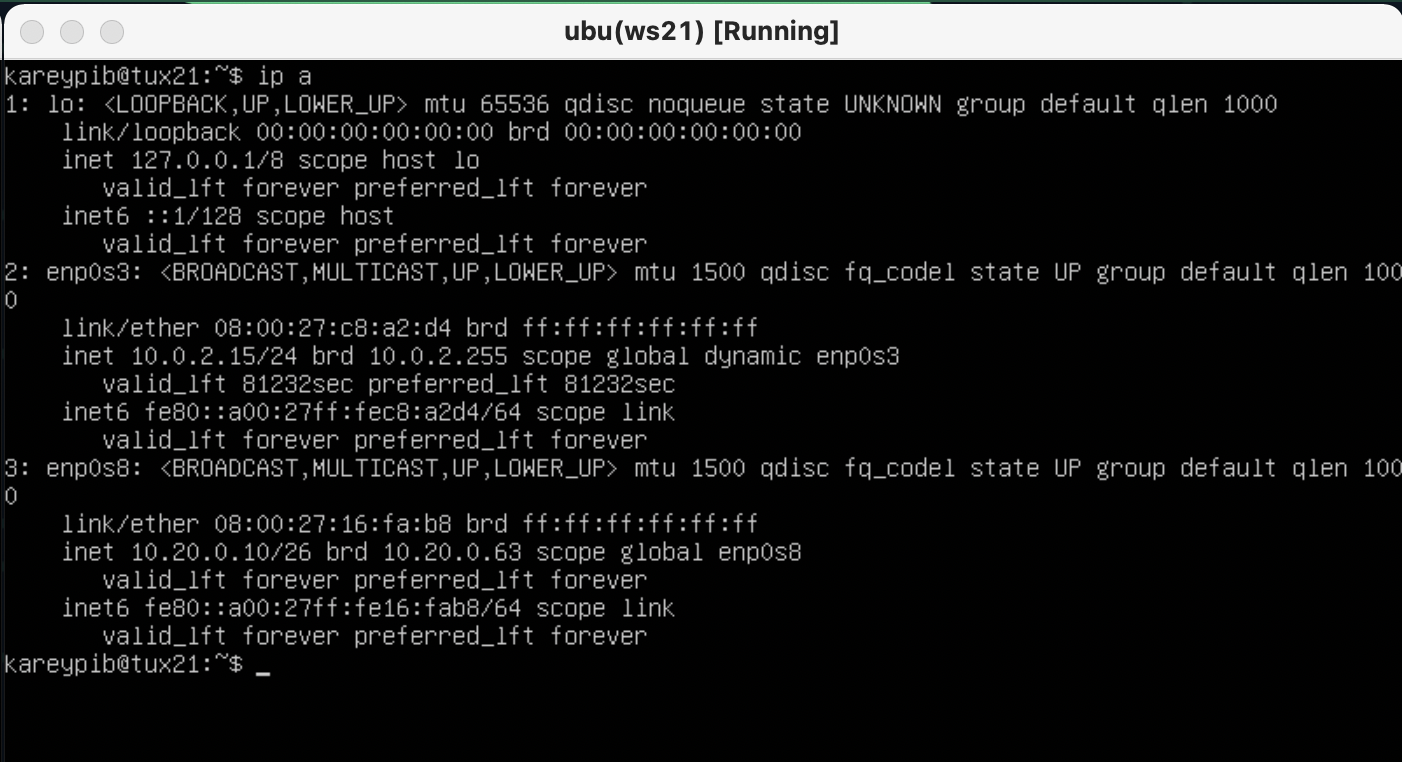 ubu(ws21) [Running]
kareypib@tux21:~$ ip a
1: lo: <LOOPBACK,UP,LOWER_UP> mtu 65536 qdisc noqueue state UNKNOWN group default qlen 1000
    link/loopback 00:00:00:00:00:00 brd 00:00:00:00:00:00
    inet 127.0.0.1/8 scope host lo
       valid_lft forever preferred_lft forever
    inet6 ::1/128 scope host
       valid_lft forever preferred_lft forever
2: enp0s3: <BROADCAST,MULTICAST,UP,LOWER_UP> mtu 1500 qdisc fq_codel state UP group default qlen 100
0
    link/ether 08:00:27:c8:a2:d4 brd ff:ff:ff:ff:ff:ff
    inet 10.0.2.15/24 brd 10.0.2.255 scope global dynamic enp0s3
       valid_lft 81232sec preferred_lft 81232sec
    inet6 fe80::a00:27ff:fec8:a2d4/64 scope link
       valid_lft forever preferred_lft forever
3: enp0s8: <BROADCAST,MULTICAST,UP,LOWER_UP> mtu 1500 qdisc fq_codel state UP group default qlen 100
0
    link/ether 08:00:27:16:fa:b8 brd ff:ff:ff:ff:ff:ff
    inet 10.20.0.10/26 brd 10.20.0.63 scope global enp0s8
       valid_lft forever preferred_lft forever
    inet6 fe80::a00:27ff:fe16:fab8/64 scope link
       valid_lft forever preferred_lft forever
kareypib@tux21:~$ _